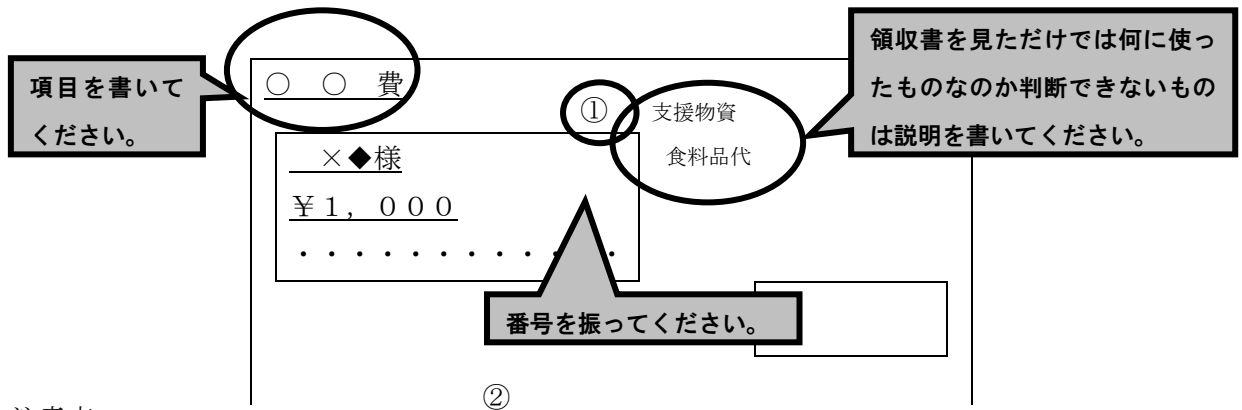 項目を書いて
ください。
○　○　費
①
支援物資
食料品代
領収書を見ただけでは何に使っ
たものなのか判断できないもの
は説明を書いてください。
×◆様
￥１，０００
・・・・・・・・・・・・
番号を振ってください。
②